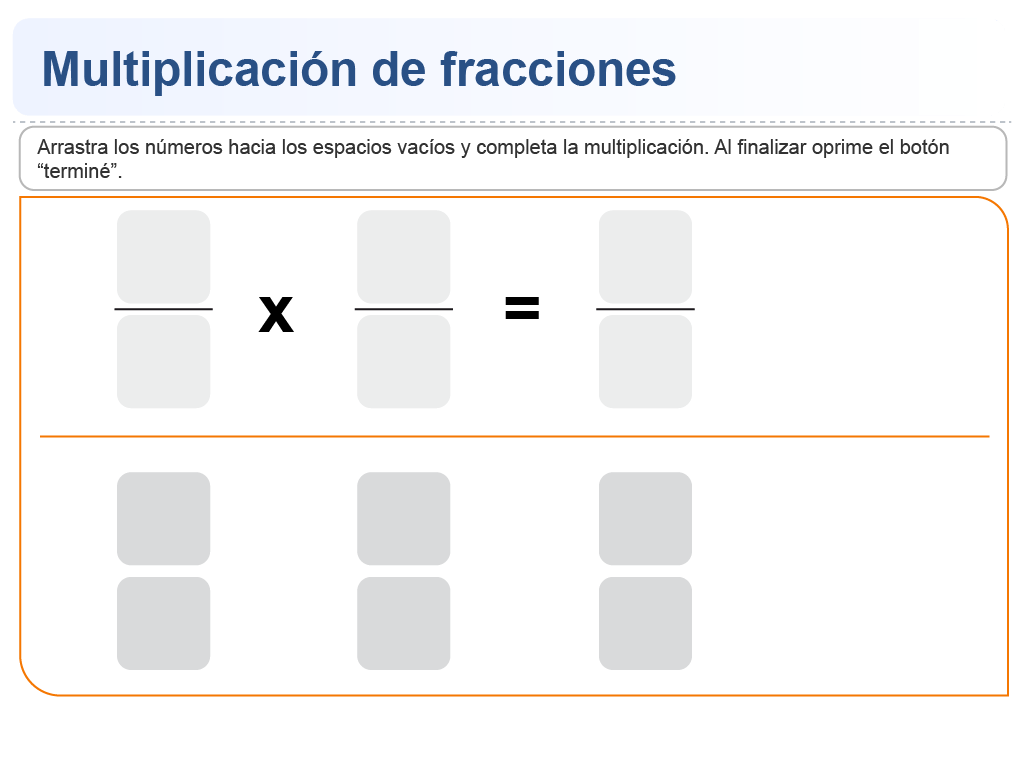 Multiplicación de fracciones
Arrastra los números hacia los espacios vacíos y completa la multiplicación. Al finalizar oprime el botón
“terminé”.
x =